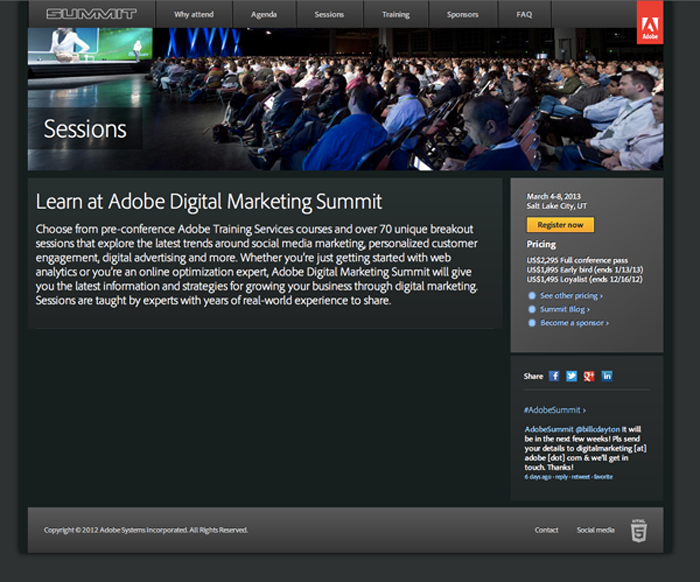 SUMMIT
Why attend
Agenda
Sessions
Training
Sponsors
FAQ
Adobe
Sessions
Learn at Adobe Digital Marketing Summit
Choose from pre-conference Adobe Training Services courses and over 70 unique breakout
sessions that explore the latest trends around social media marketing, personalized customer
engagement, digital advertising and more. Whether you're just getting started with web
analytics or you're an online optimization expert, Adobe Digital Marketing Summit will give
you the latest information and strategies for growing your business through digital marketing.
Sessions are taught by experts with years of real-world experience to share.
March 4-8, 2013
Salt Lake City, UT
Register now
Pricing
US$2,295 Full conference pass
US$1,895 Early bird (ends 1/13/13)
US$1,495 Loyalist (ends 12/16/12)
See other pricing ›
Summit Blog ›
Become a sponsor ›
Share
#AdobeSummit ›
AdobeSummit @billcdayton It will
be in the next few weeks! Pls send
your details to digitalmarketing [at]
adobe [dot] com & we'll get in
touch. Thanks!
6 days ago · reply · retweet · favorite
Copyright © 2012 Adobe Systems Incorporated. All Rights Reserved.
Contact
Social media
HTML
5